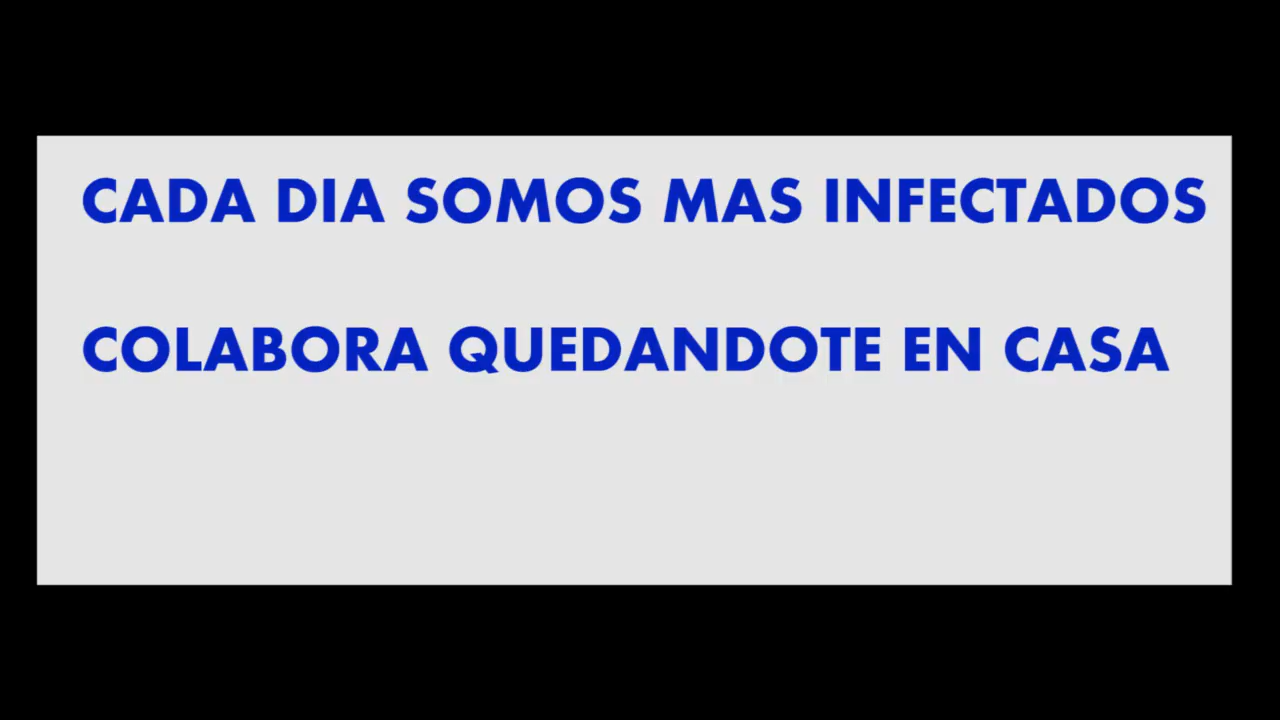 CADA DIA SOMOS MAS INFECTADOS
COLABORA QUEDANDOTE EN CASA